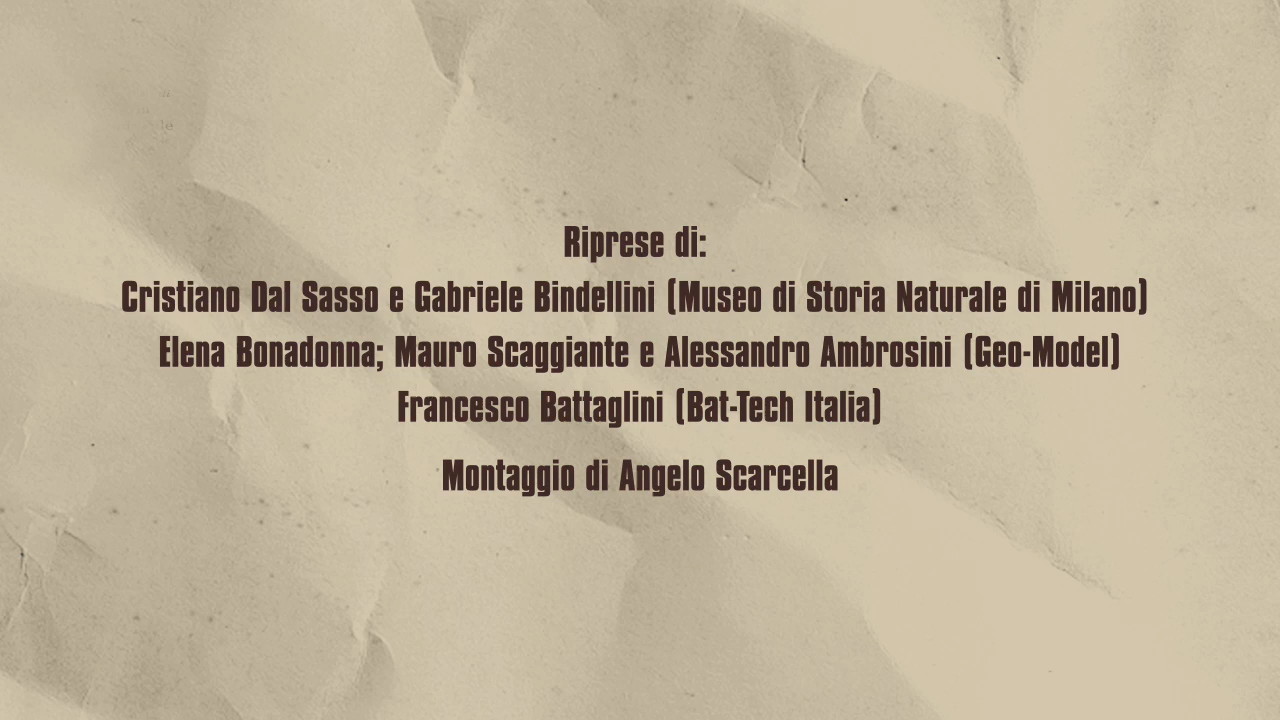 Riprese di:
Cristiano Dal Sasso e Gabriele Bindellini (Museo di Storia Naturale di Milano)
Elena Bonadonna; Mauro Scaggiante e Alessandro Ambrosini (Geo-Model)
Francesco Battaglini (Bat-Tech Italia)
Montaggio di Angelo Scarcella